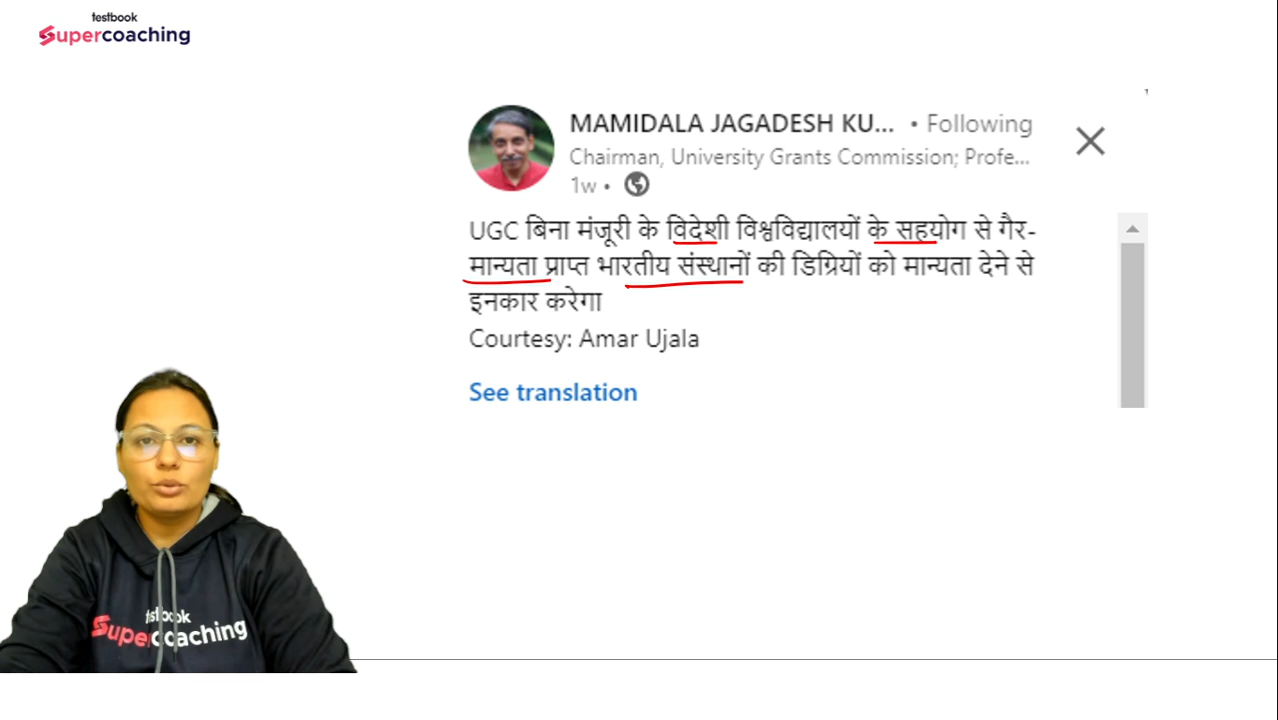 testbook
Supercoaching
MAMIDALA JAGADESH KU... • Following
Chairman, University Grants Commission; Profe...
1w •
UGC बिना मंजूरी के विदेशी विश्वविद्यालयों के सहयोग से गैर-
मान्यता प्राप्त भारतीय संस्थानों की डिग्रियों को मान्यता देने से
इनकार करेगा
Courtesy: Amar Ujala
See translation
testbook
Supercoaching